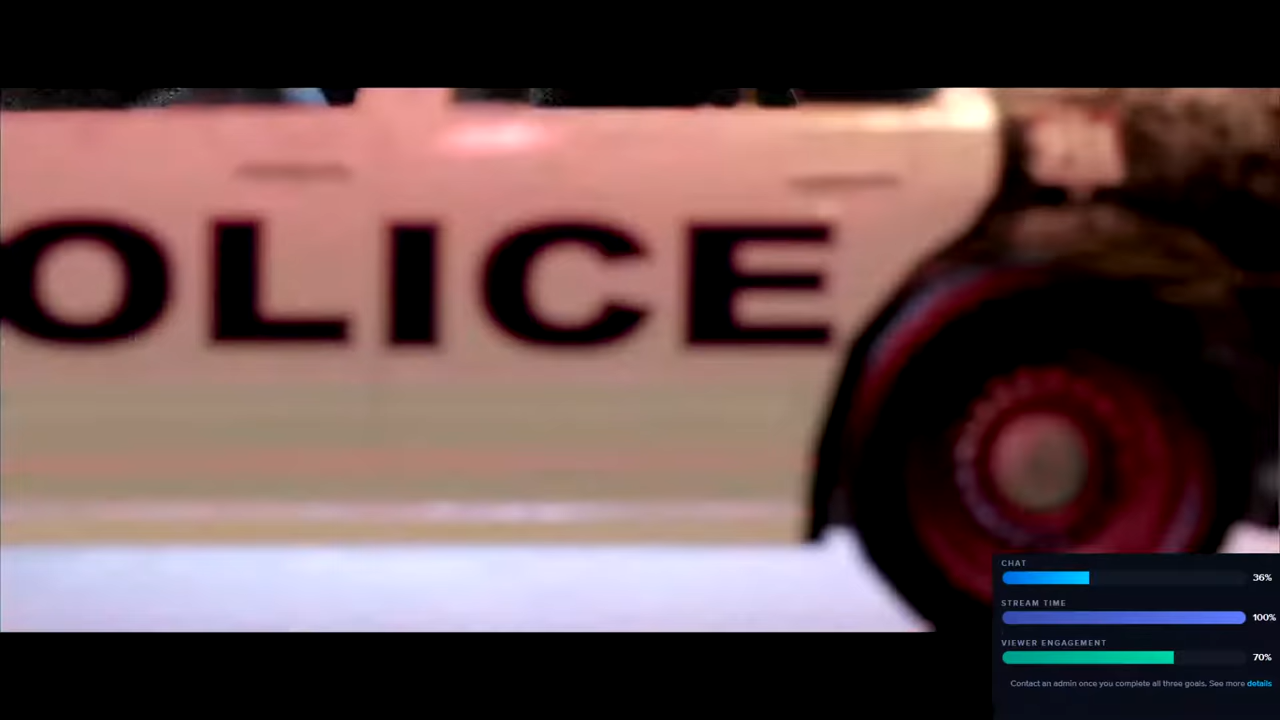 OLICE
CHAT
36%
STREAM TIME
100%
VIEWER ENGAGEMENT
70%
Contact an admin once you complete all three goals. See more details